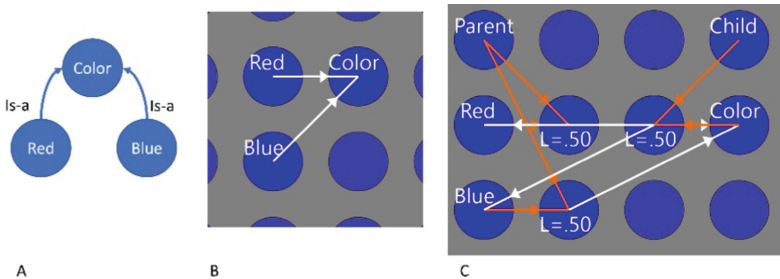 Color
Is-a
Is-a
Red
Blue
A
Red
Color
Blue
B
Parent
Child
Red
L=.50
L=.50
Color
Blue
L=.50
C